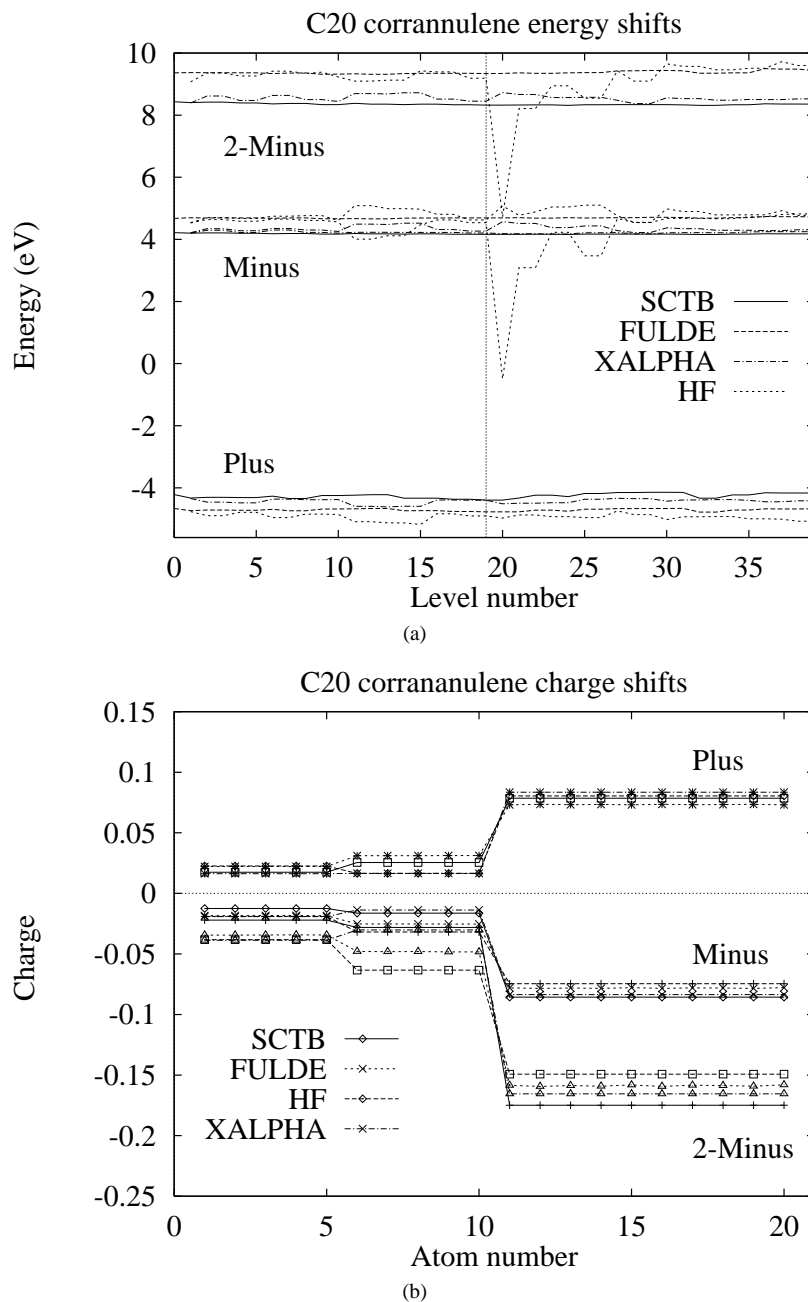 C20 corrannulene energy shifts
10
8
6
4
2
0
-2
-4
Energy (eV)
2-Minus
Minus
SCTB
FULDE
XALPHA
HF
Plus
0 5 10 15 20 25 30 35
Level number
(a)
C20 corrananulene charge shifts
0.15
0.1
0.05
0
-0.05
-0.1
-0.15
-0.2
-0.25
Charge
Plus
Minus
SCTB
FULDE
HF
XALPHA
2-Minus
0 5 10 15 20
Atom number
(b)